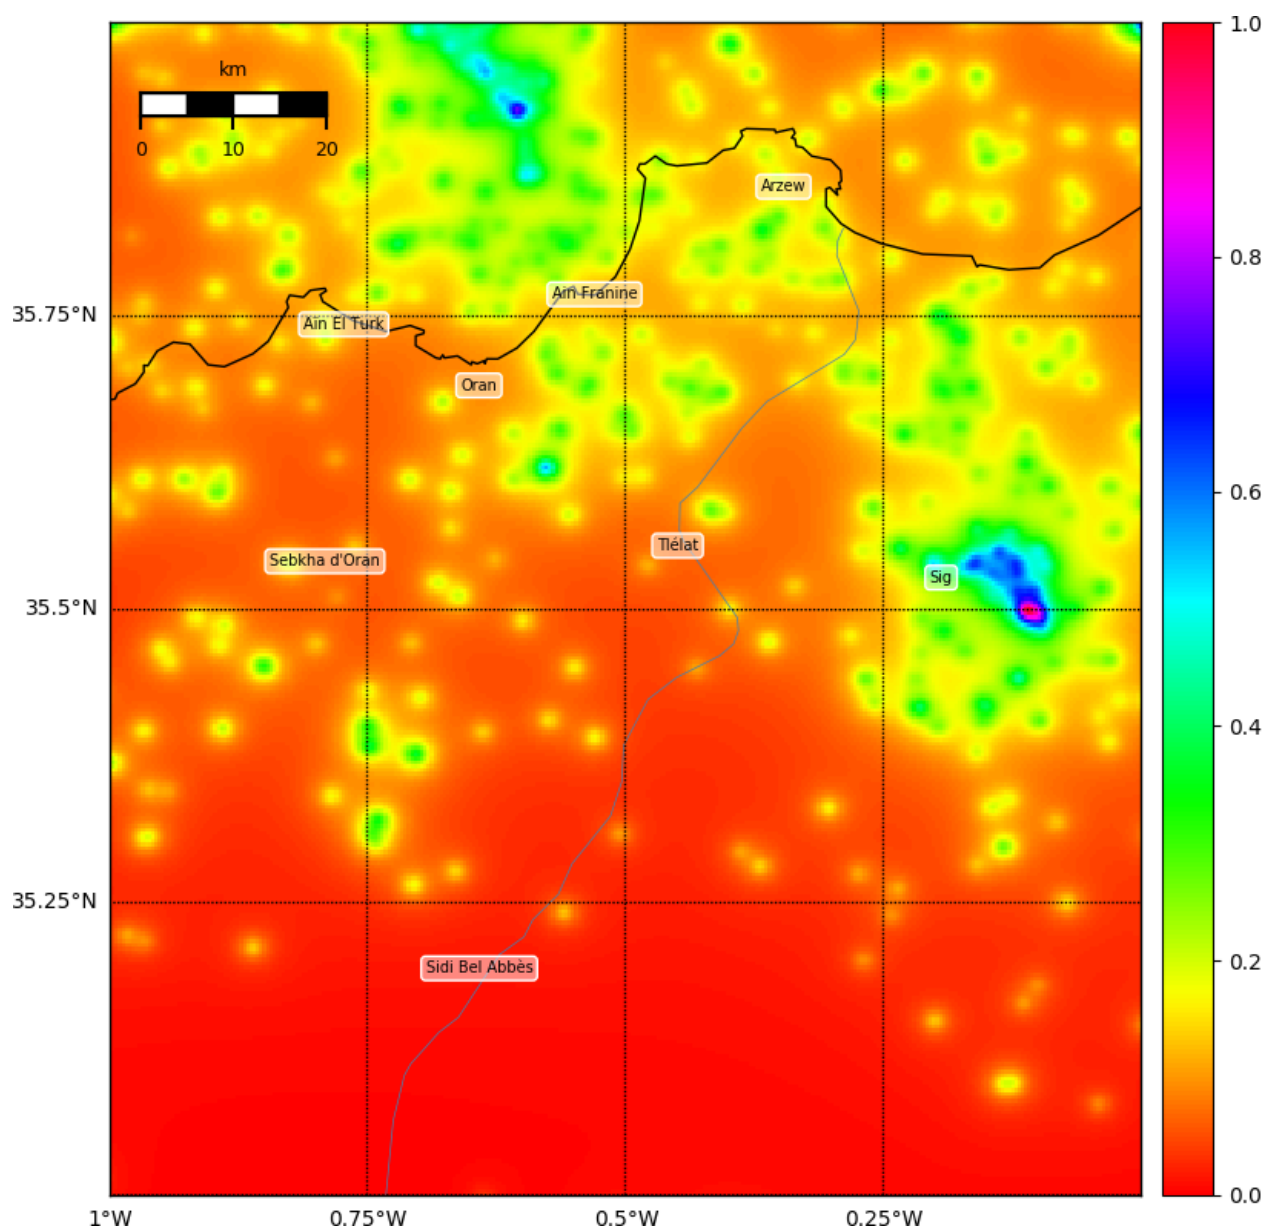 km
0 10 20
Arzew
Ain Franine
Aïn El Turk
Oran
Tlélat
Sebkha d'Oran
Sig
Sidi Bel Abbès
35.75°N
35.5°N
35.25°N
1°W 0.75°W 0.5°W 0.25°W
1.0
0.8
0.6
0.4
0.2
0.0